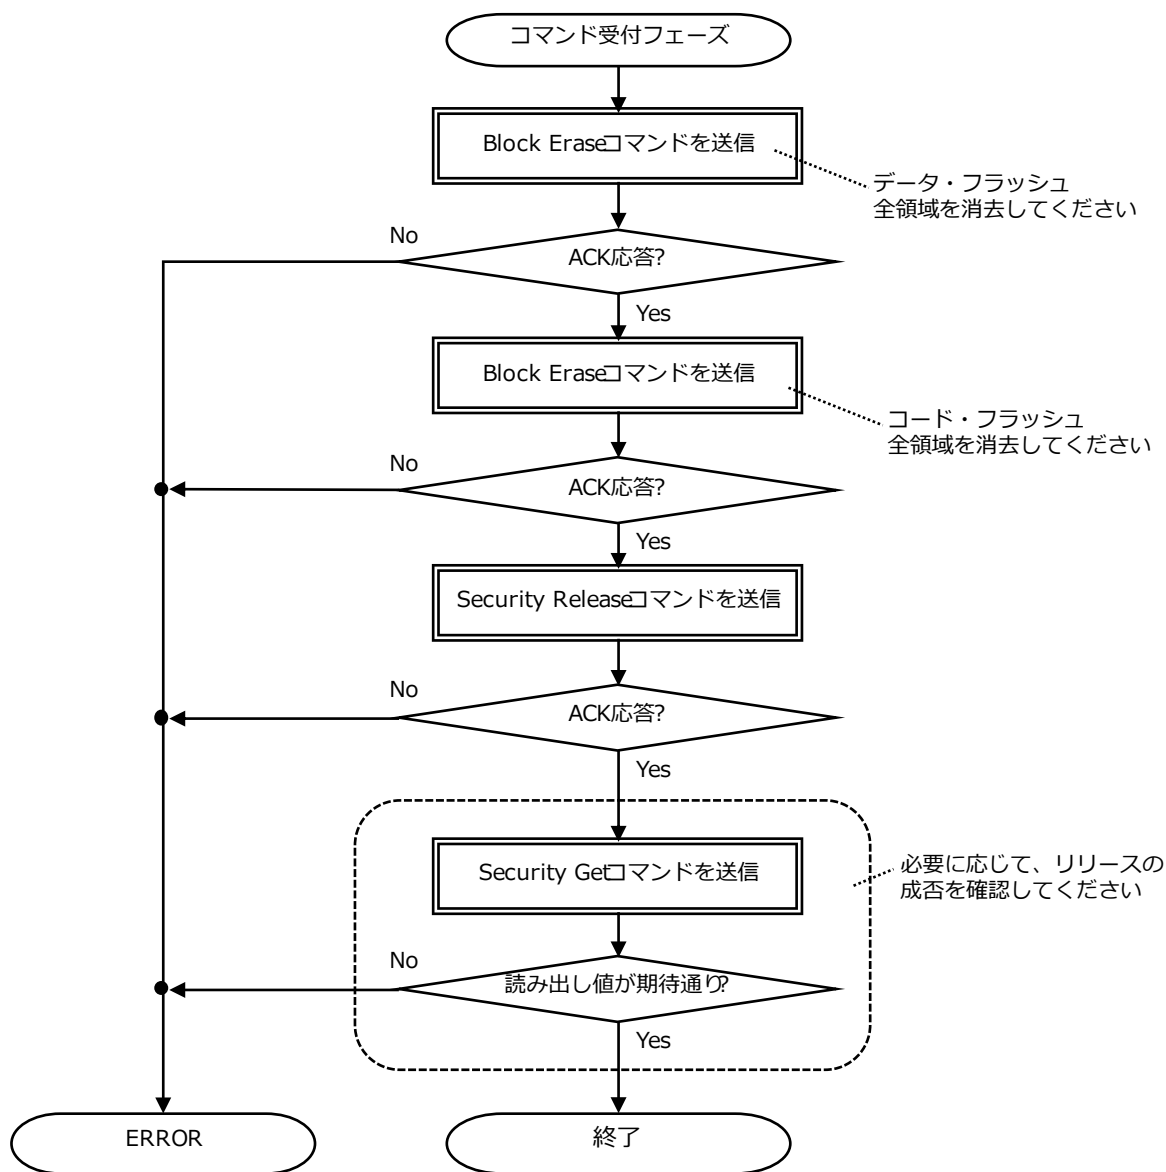 コマンド受付フェーズ
Block Eraseコマンドを送信
データ・フラッシュ
全領域を消去してください
No
ACK応答?
Yes
Block Eraseコマンドを送信
コード・フラッシュ
全領域を消去してください
No
ACK応答?
Yes
Security Releaseコマンドを送信
No
ACK応答?
Yes
Security Getコマンドを送信
必要に応じて、リリースの
成否を確認してください
No
読み出し値が期待通り?
Yes
ERROR
終了